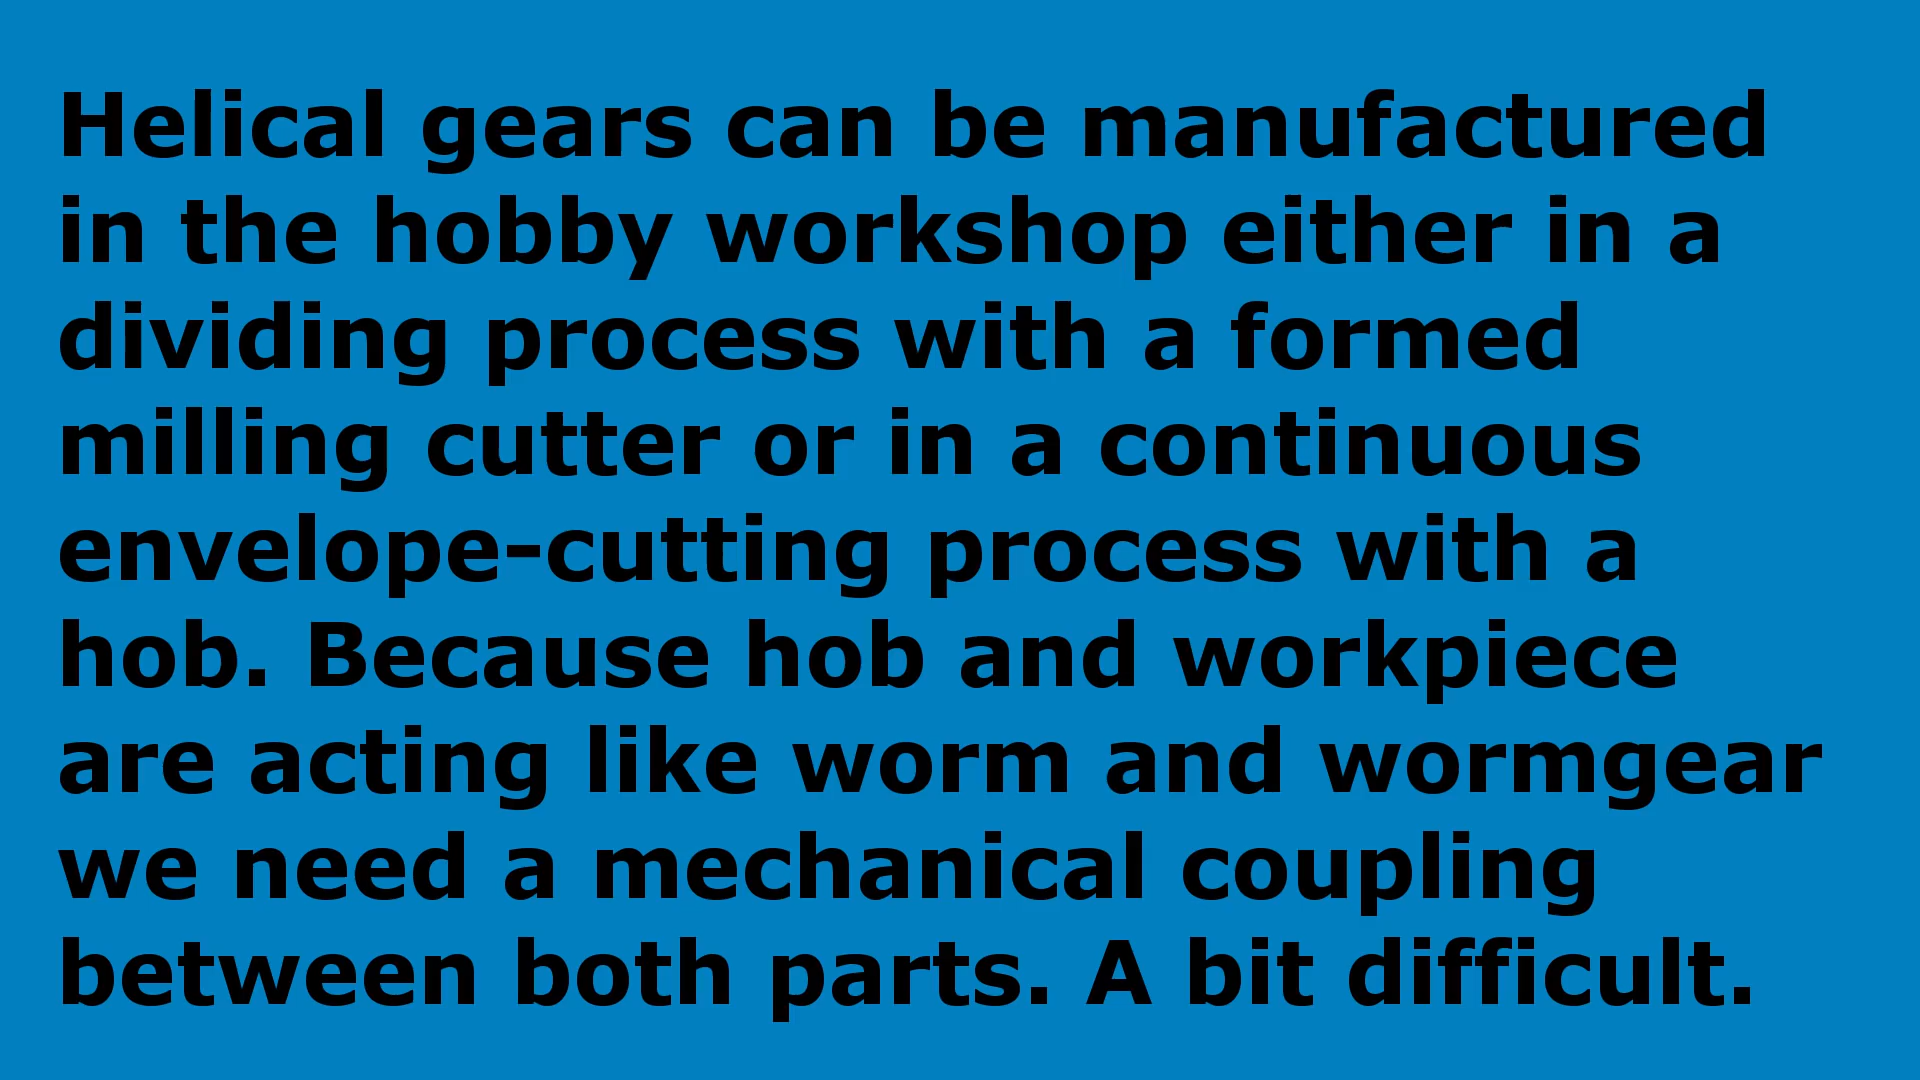 Helical gears can be manufactured
in the hobby workshop either in a
dividing process with a formed
milling cutter or in a continuous
envelope-cutting process with a
hob. Because hob and workpiece
are acting like worm and wormgear
we need a mechanical coupling
between both parts. A bit difficult.